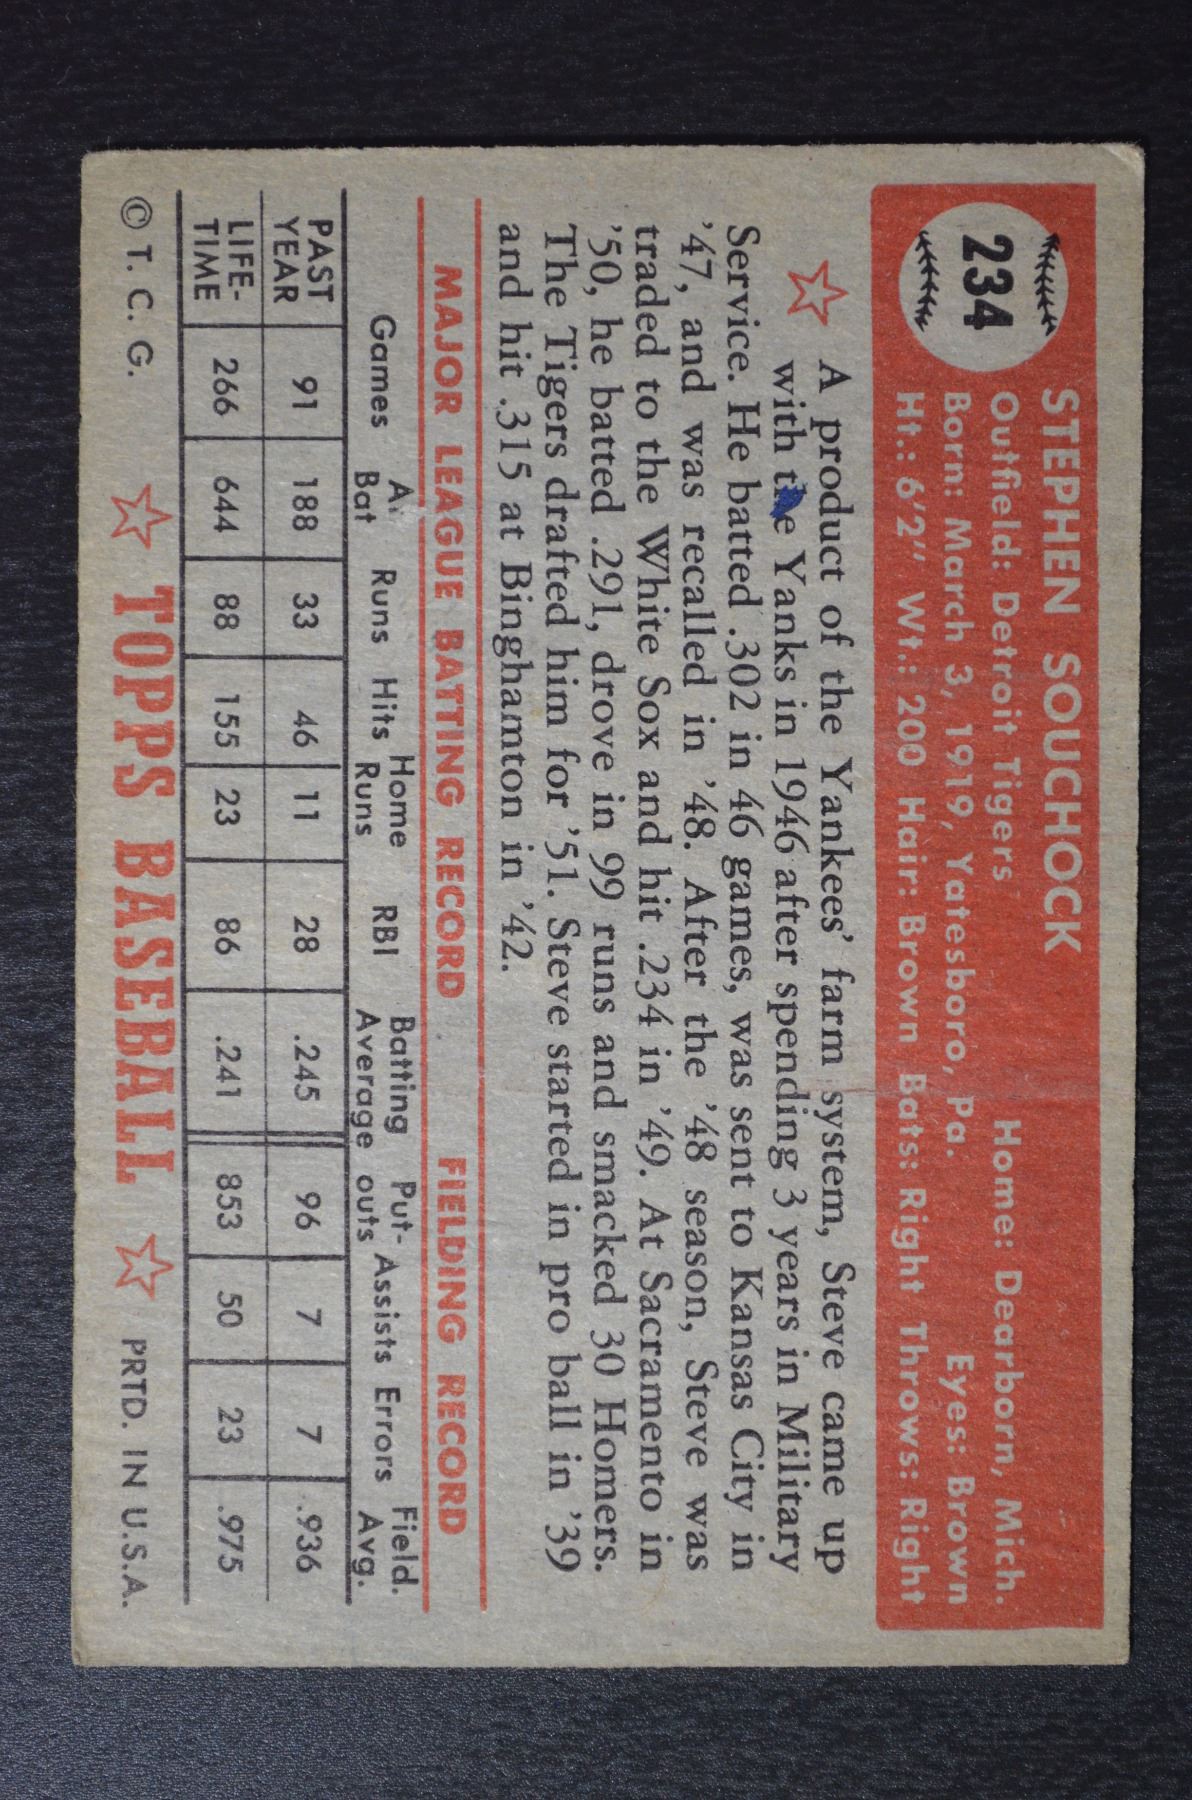 234
STEPHEN SOUCHOCK
Outfield: Detroit Tigers Home: Dearborn, Mich.
Born: March 3, 1919, Yatesboro, Pa. Eyes: Brown
Ht.: 6'2" Wt.: 200 Hair: Brown Bats: Right Throws: Right
A product of the Yankees' farm system, Steve came up
with the Yanks in 1946 after spending 3 years in Military
Service. He batted .302 in 46 games, was sent to Kansas City in
'47, and was recalled in '48. After the '48 season, Steve was
traded to the White Sox and hit .234 in '49. At Sacramento in
'50, he batted .291, drove in 99 runs and smacked 30 Homers.
The Tigers drafted him for '51. Steve started in pro ball in '39
and hit .315 at Binghamton in '42.
MAJOR LEAGUE BATTING RECORD FIELDING RECORD
Games At Bat Runs Hits Home Runs RBI Batting Average Put-outs Assists Errors Field. Avg.
PAST YEAR 91 188 33 46 11 28 .245 96 7 7 .936
LIFE-TIME 266 644 88 155 23 86 .241 853 50 23 .975
© T. C. G. TOPPS BASEBALL PRTD. IN U.S.A.